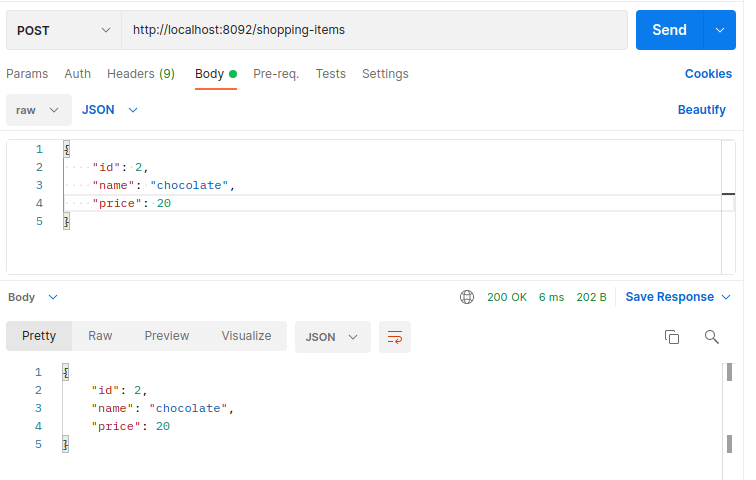 POST http://localhost:8092/shopping-items Send
Params Auth Headers (9) Body Pre-req. Tests Settings Cookies
raw JSON Beautify
1 {
2 "id": 2,
3 "name": "chocolate",
4 "price": 20
5 }
Body 200 OK 6 ms 202 B Save Response
Pretty Raw Preview Visualize JSON
1 {
2 "id": 2,
3 "name": "chocolate",
4 "price": 20
5 }